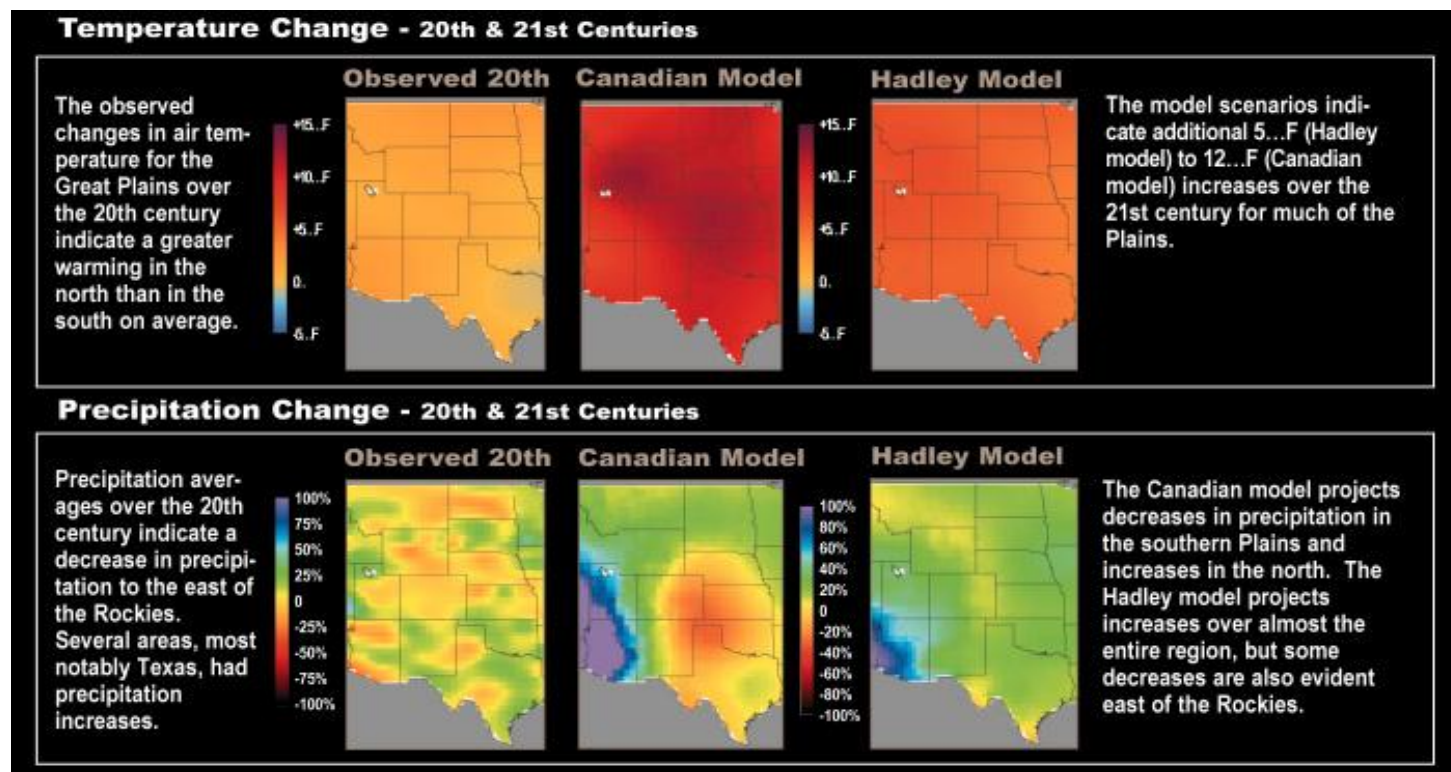 Temperature Change - 20th & 21st Centuries
Observed 20th
Canadian Model
Hadley Model
The observed
changes in air tem-
perature for the
Great Plains over
the 20th century
indicate a greater
warming in the
north than in the
south on average.
+15...F
+10...F
+5..F
0.
-5..F
+15...F
+10...F
+5..F
0.
-5..F
The model scenarios indi-
cate additional 5...F (Hadley
model) to 12...F (Canadian
model) increases over the
21st century for much of the
Plains.
Precipitation Change - 20th & 21st Centuries
Observed 20th
Canadian Model
Hadley Model
Precipitation aver-
ages over the 20th
century indicate a
decrease in precipi-
tation to the east of
the Rockies.
Several areas, most
notably Texas, had
precipitation
increases.
100%
75%
50%
25%
0
-25%
-50%
-75%
-100%
100%
80%
60%
40%
20%
0
-20%
-40%
-60%
-80%
-100%
The Canadian model projects
decreases in precipitation in
the southern Plains and
increases in the north. The
Hadley model projects
increases over almost the
entire region, but some
decreases are also evident
east of the Rockies.